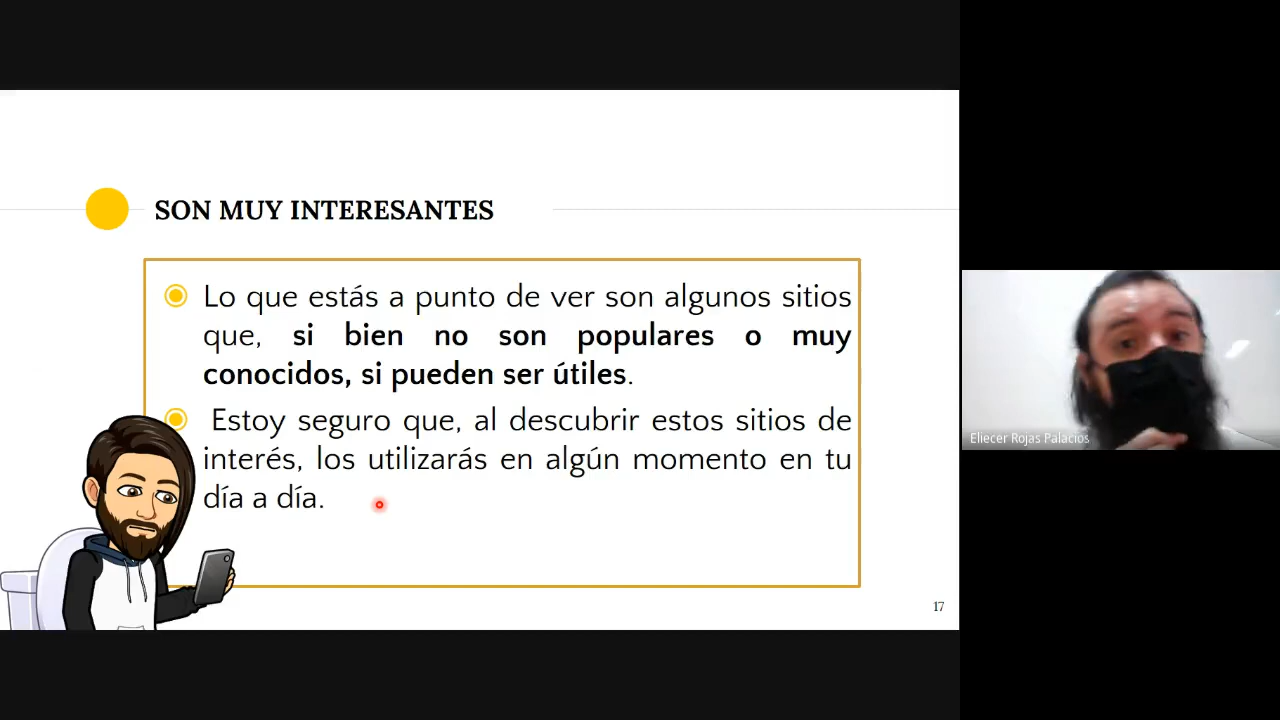 SON MUY INTERESANTES
Lo que estás a punto de ver son algunos sitios
que, si bien no son populares o muy
conocidos, si pueden ser útiles.
Estoy seguro que, al descubrir estos sitios de
interés, los utilizarás en algún momento en tu
día a día.
17
Eliecer Rojas Palacios